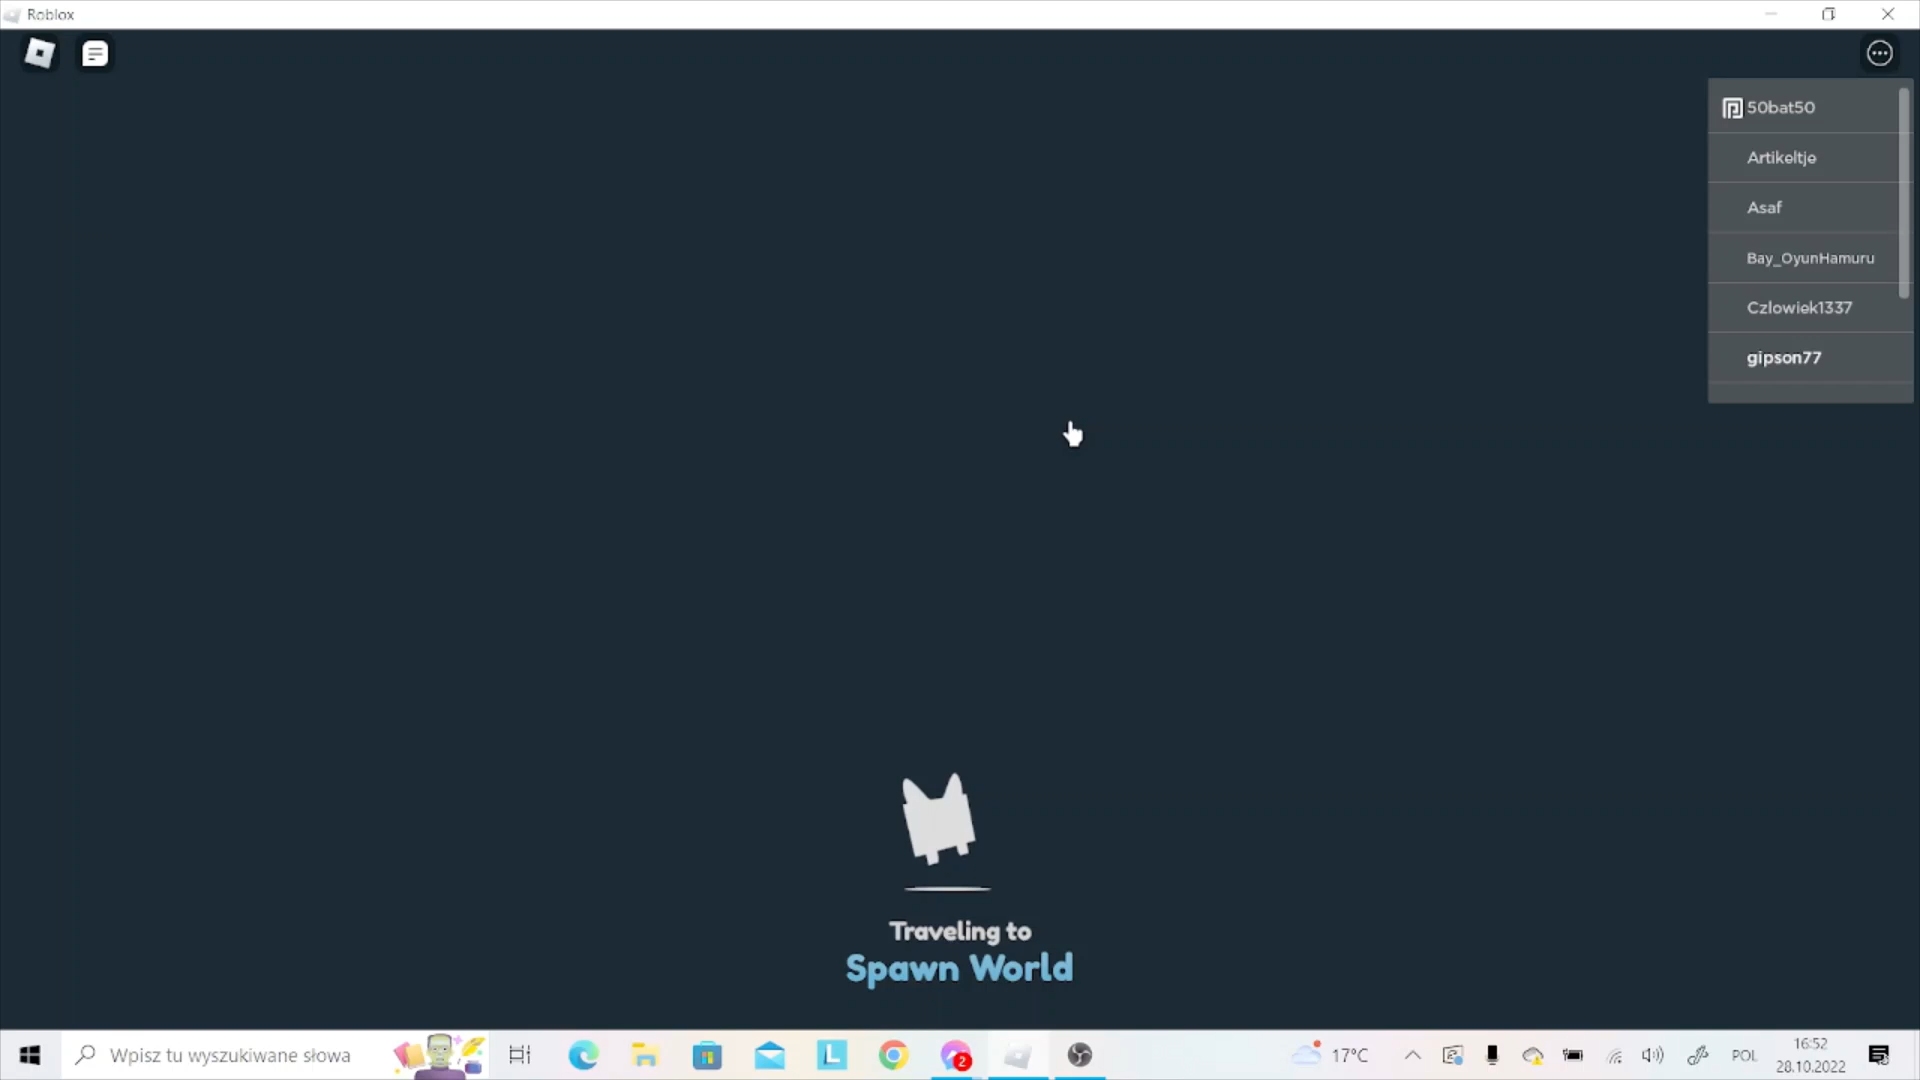 Roblox
50bat50
Artikeltje
Asaf
Bay_OyunHamuru
Czlowiek1337
gipson77
Traveling to
Spawn World
Wpisz tu wyszukiwane słowa
L
2
17°C
POL
16:52
28.10.2022